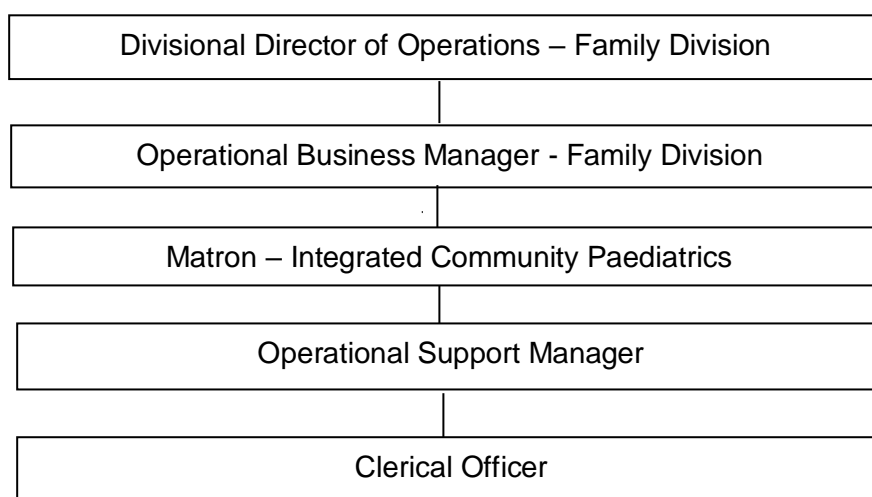 Divisional Director of Operations – Family Division
Operational Business Manager - Family Division
Matron – Integrated Community Paediatrics
Operational Support Manager
Clerical Officer